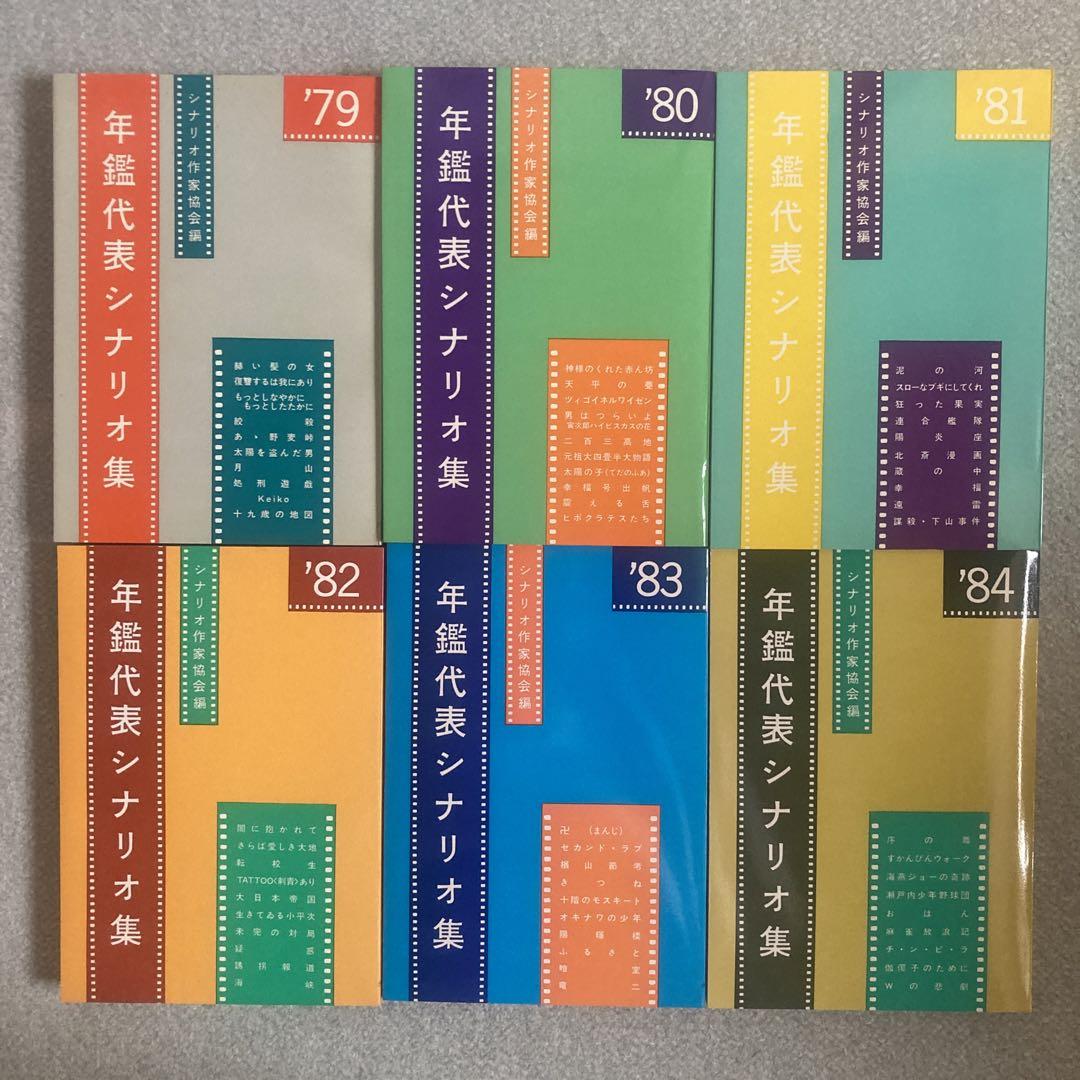 '79
年鑑代表シナリオ集
シナリオ作家協会編
赫い髪の女
復讐するは我にあり
もっとしなやかに
もっとしたたかに
絞殺
あゝ野麦峠
太陽を盗んだ男
月山
処刑遊戯
Keiko
十九歳の地図
'80
年鑑代表シナリオ集
シナリオ作家協会編
神様のくれた赤ん坊
天平の甍
ツィゴイネルワイゼン
男はつらいよ
寅次郎ハイビスカスの花
二百三高地
元祖大四畳半大物語
太陽の子(てだのふあ)
幸福号出帆
震える舌
ヒポクラテスたち
'81
年鑑代表シナリオ集
シナリオ作家協会編
泥の河
スローなブギにしてくれ
狂った果実
連合艦隊
陽炎座
北斎漫画
蔵の中
幸福
遠雷
謀殺・下山事件
'82
年鑑代表シナリオ集
シナリオ作家協会編
闇に抱かれて
さらば愛しき大地
転校生
TATTOO〈刺青〉あり
大日本帝国
生きてゐる小平次
未完の対局
疑惑
誘拐報道
海峡
'83
年鑑代表シナリオ集
シナリオ作家協会編
卍(まんじ)
セカンド・ラブ
楢山節考
きつね
十階のモスキート
オキナワの少年
陽暉楼
ふるさと
暗室
竜二
'84
年鑑代表シナリオ集
シナリオ作家協会編
序の舞
すかんぴんウォーク
海燕ジョーの奇跡
瀬戸内少年野球団
おはん
麻雀放浪記
チ・ン・ピ・ラ
伽倻子のために
Wの悲劇